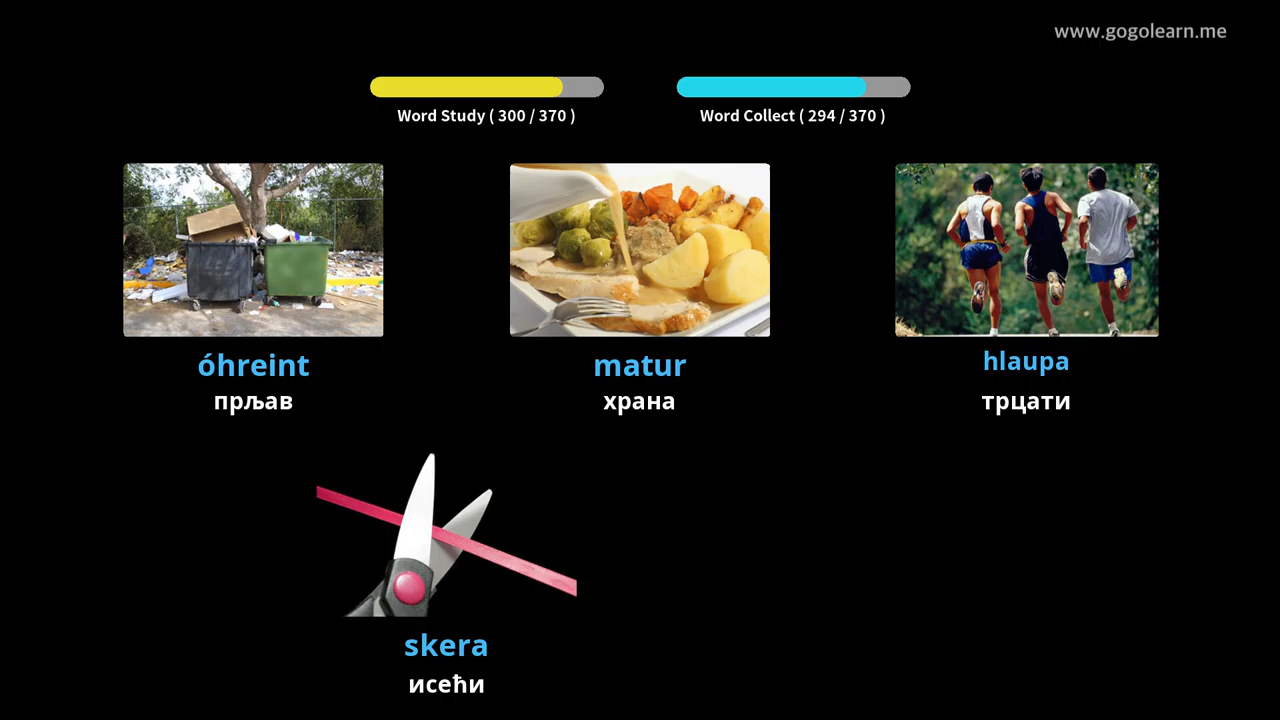 www.gogolearn.me
Word Study ( 300 / 370 )
Word Collect ( 294 / 370 )
óhreint
прљав
matur
храна
hlaupa
трцати
skera
исећи